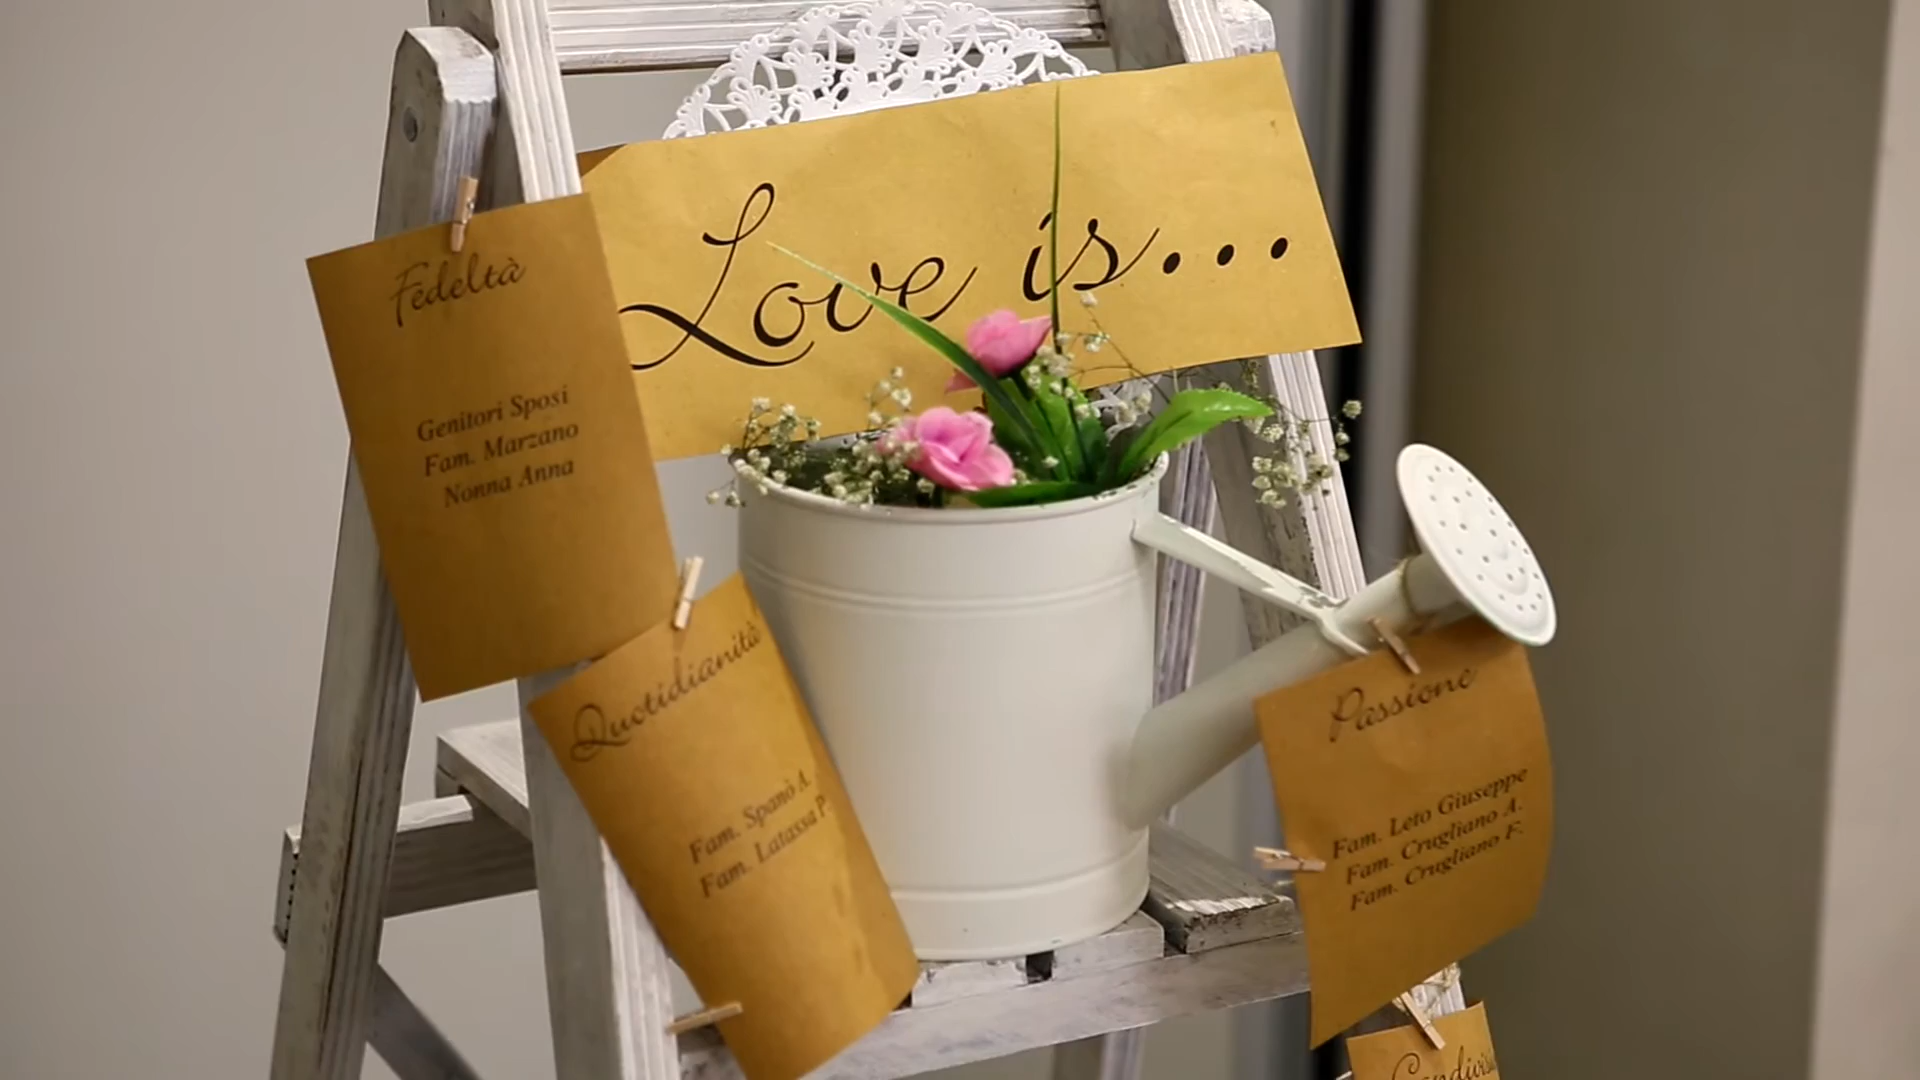 Love is...
Fedeltà
Genitori Sposi
Fam. Marzano
Nonna Anna
Quotidianità
Fam. Spanò A.
Fam. Latassa P.
Passione
Fam. Leto Giuseppe
Fam. Crugliano A.
Fam. Crugliano F.